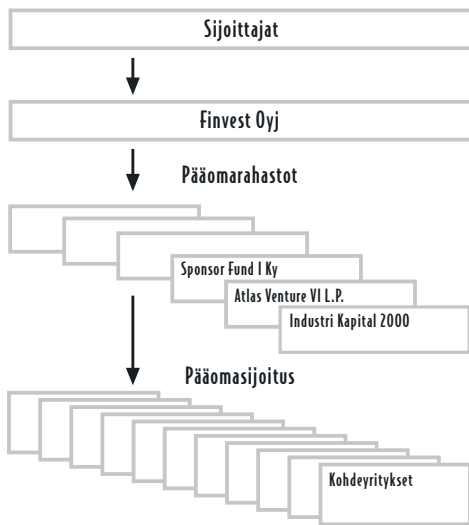 Sijoittajat
Finvest Oyj
Pääomarahastot
Sponsor Fund I Ky
Atlas Venture VI L.P.
Industri Kapital 2000
Pääomasijoitus
Kohdeyritykset